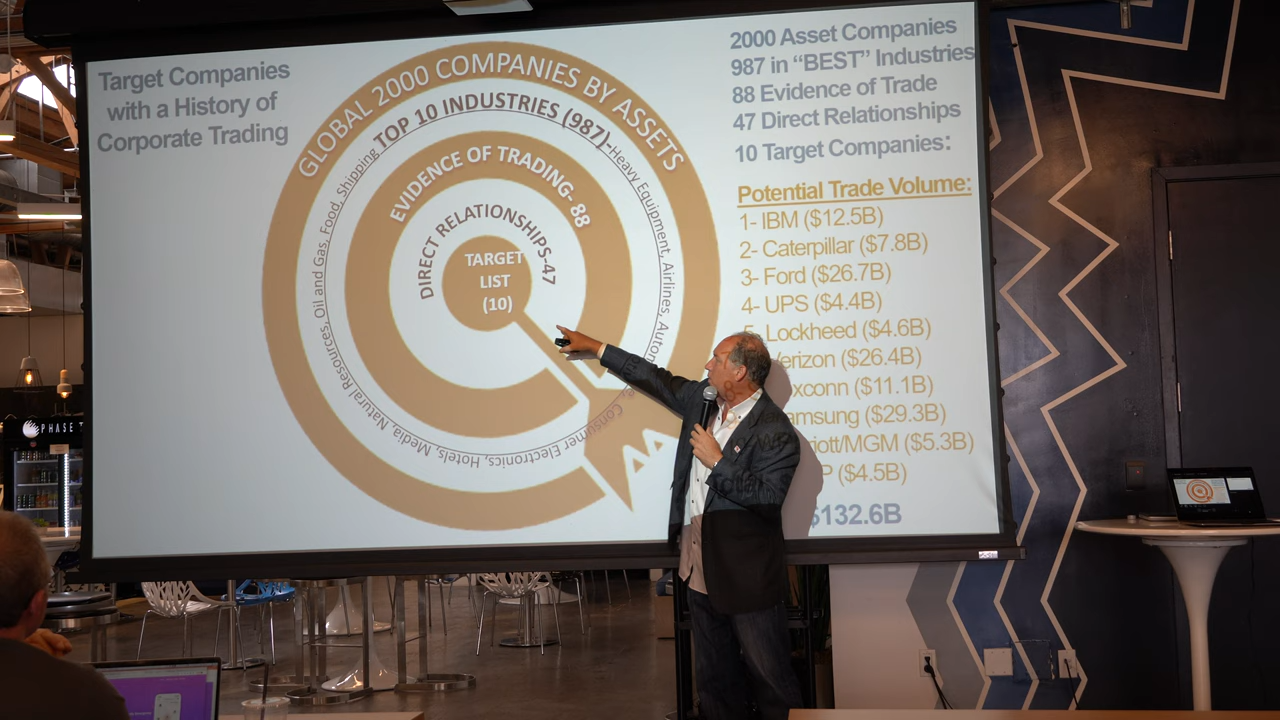 Target Companies
with a History of
Corporate Trading
GLOBAL 2000 COMPANIES BY ASSETS
Oil and Gas, Food, Shipping TOP 10 INDUSTRIES (987)-Heavy Equipment, Airlines,
Consumer Electronics, Hotels, Media, Natural Resources,
EVIDENCE OF TRADING- 88
DIRECT RELATIONSHIPS-47
TARGET
LIST
(10)
2000 Asset Companies
987 in “BEST” Industries
88 Evidence of Trade
47 Direct Relationships
10 Target Companies:
Potential Trade Volume:
1- IBM ($12.5B)
2- Caterpillar ($7.8B)
3- Ford ($26.7B)
4- UPS ($4.4B)
5- Lockheed ($4.6B)
erizon ($26.4B)
xconn ($11.1B)
amsung ($29.3B)
riott/MGM ($5.3B)
P ($4.5B)
$132.6B
PHASE